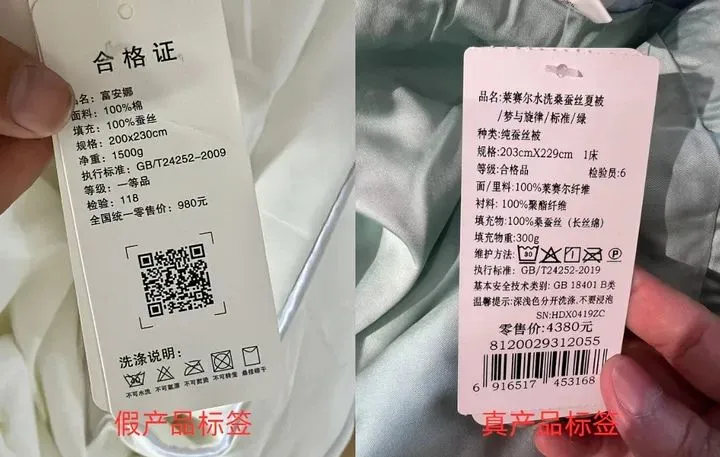 合格证
品名：富安娜
面料：100%棉
填充：100%蚕丝
规格：200x230cm
净重：1500g
执行标准：GB/T24252-2009
等级：一等品
检验：118
全国统一零售价：980元
洗涤说明：
不可水洗 不可氯漂 不可熨烫 不可转笼 悬挂晾干
假产品标签
品名：莱赛尔水洗桑蚕丝夏被
/梦与旋律/标准/绿
种类：纯蚕丝被
规格：203cmX229cm 1床
等级：合格品 检验员：6
面/里料：100%莱赛尔纤维
衬料：100%聚酯纤维
填充物：100%桑蚕丝（长丝绵）
填充物重：300g
维护方法：
执行标准：GB/T24252-2019
基本安全技术类别：GB 18401 B类
温馨提示：深浅色分开洗涤.不要浸泡
SN:HDX0419ZC
零售价：4380元
8120029312055
6 916517 453168
真产品标签